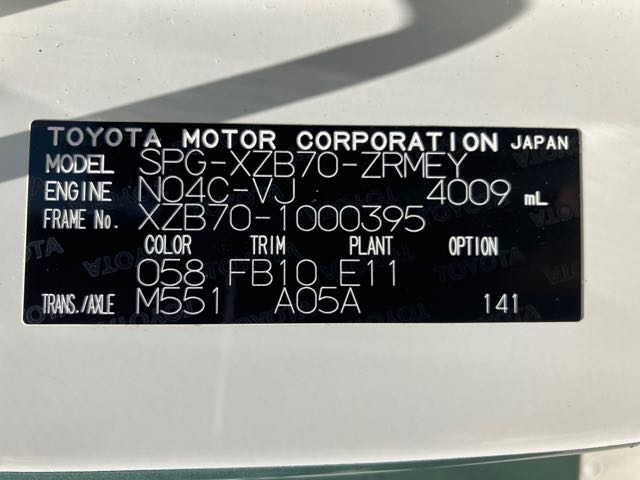 TOYOTA MOTOR CORPORATION JAPAN
MODEL SPG-XZB70-ZRMEY
ENGINE N04C-VJ 4009 mL
FRAME No. XZB70-1000395
COLOR TRIM PLANT OPTION
058 FB10 E11
TRANS./AXLE M551 A05A 141